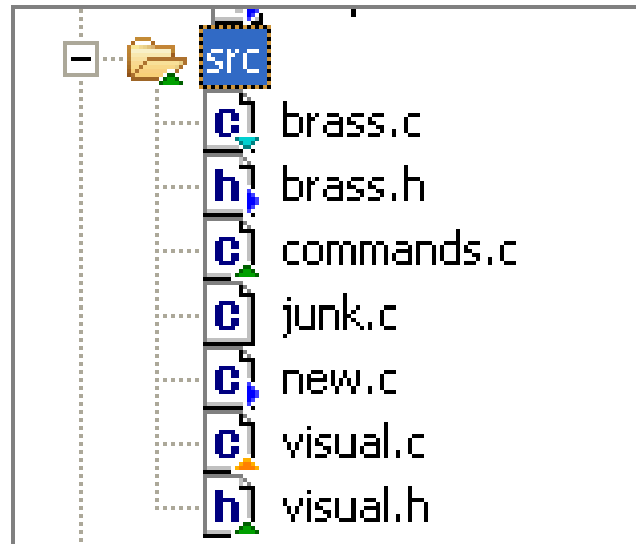 src
c brass.c
h brass.h
c commands.c
c junk.c
c new.c
c visual.c
h visual.h